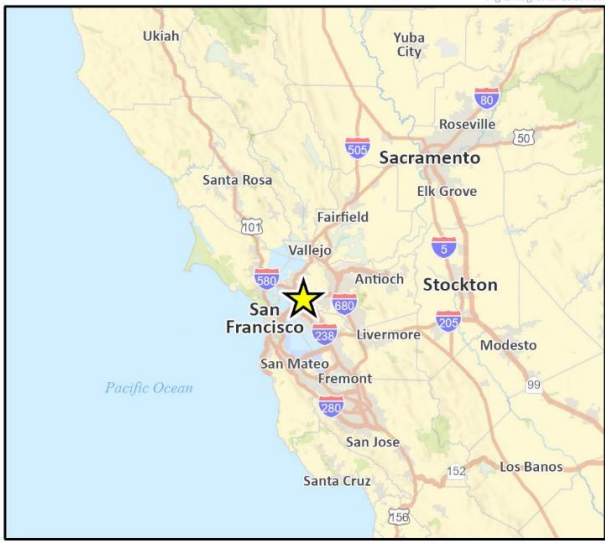 Ukiah
Yuba
City
80
Roseville
50
505
Sacramento
Santa Rosa
Elk Grove
101
Fairfield
5
Vallejo
580
Antioch
Stockton
680
San
Francisco
238
Livermore
205
Modesto
San Mateo
Fremont
Pacific Ocean
99
280
San Jose
152
Los Banos
Santa Cruz
156